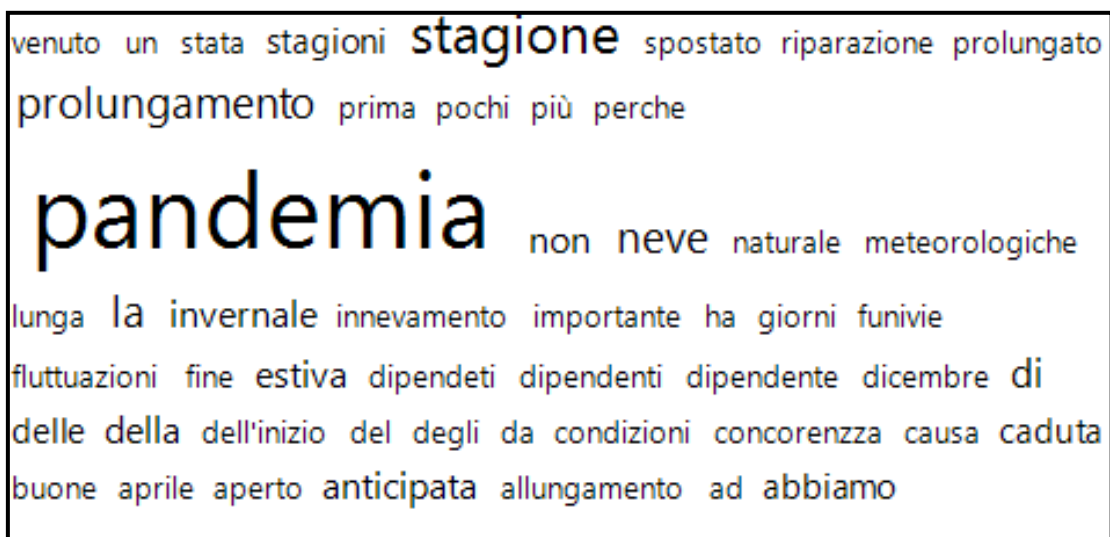 venuto un stata stagioni stagione spostato riparazione prolungato
prolungamento prima pochi più perche
pandemia non neve naturale meteorologiche
lunga la invernale innevamento importante ha giorni funivie
fluttuazioni fine estiva dipendeti dipendenti dipendente dicembre di
delle della dell'inizio del degli da condizioni concorenzza causa caduta
buone aprile aperto anticipata allungamento ad abbiamo